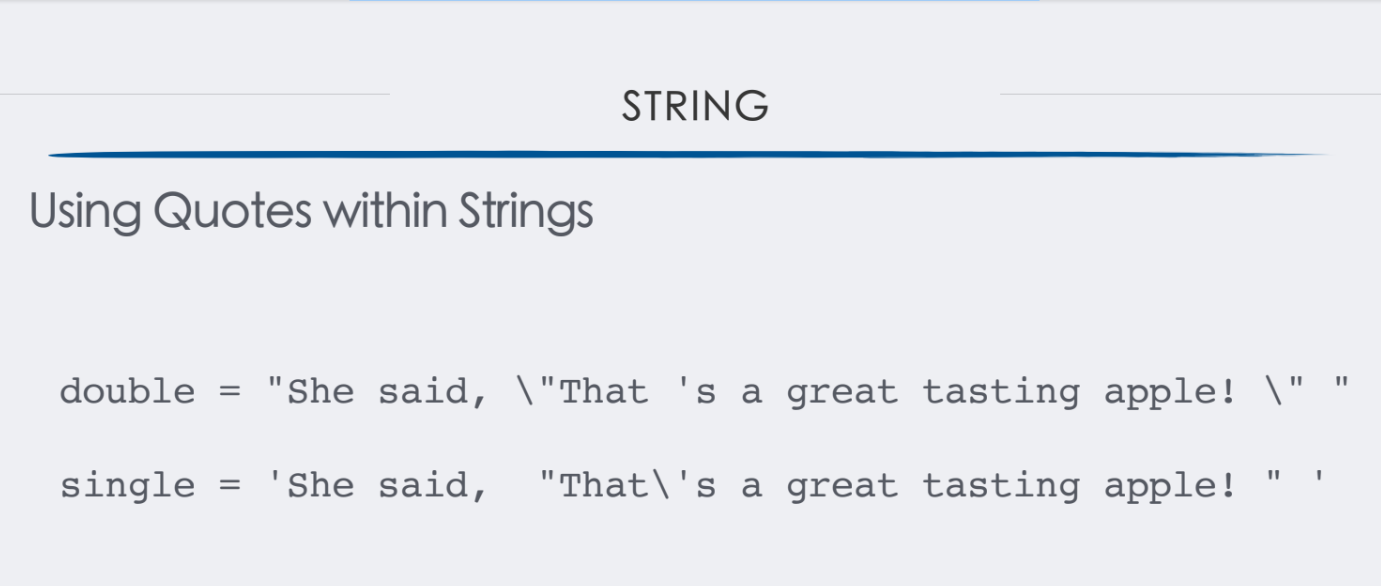 STRING
Using Quotes within Strings
double = "She said, \"That 's a great tasting apple! \" "
single = 'She said,  "That\'s a great tasting apple! " '